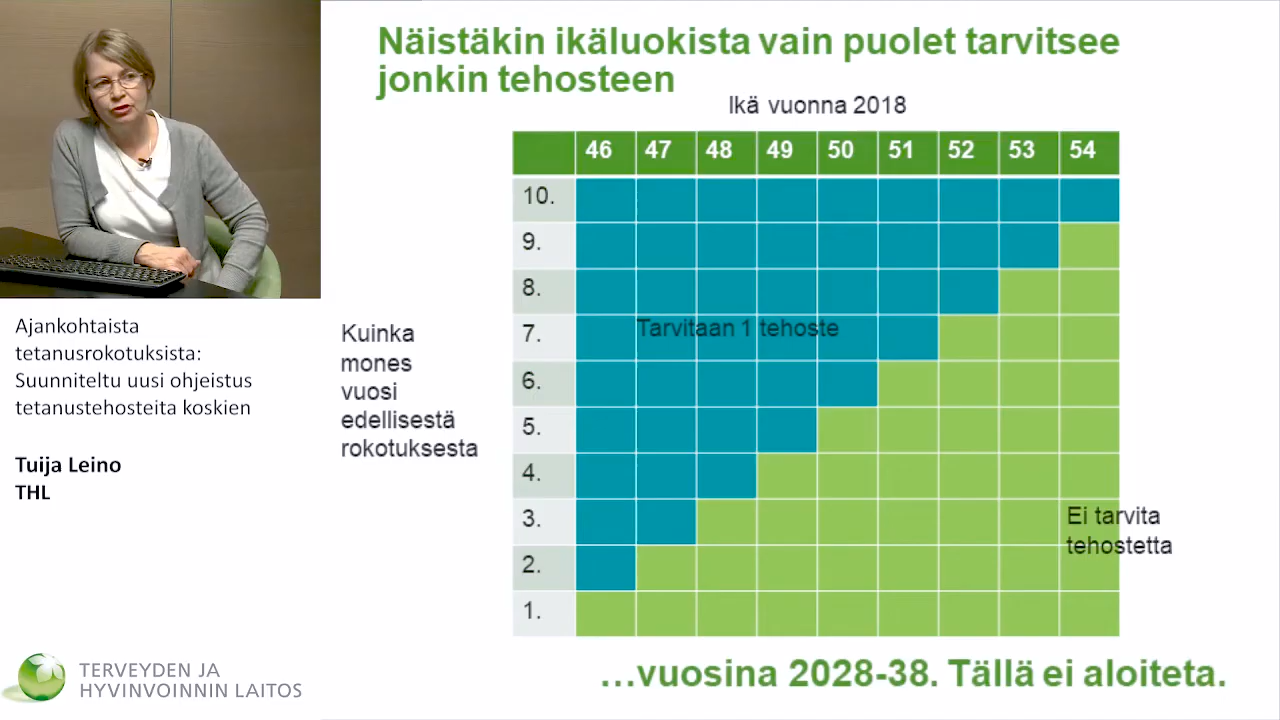 Näistäkin ikäluokista vain puolet tarvitsee
jonkin tehosteen
Ikä vuonna 2018
46 47 48 49 50 51 52 53 54
10.
9.
8.
7.
6.
5.
4.
3.
2.
1.
Tarvitaan 1 tehoste
Ei tarvita
tehostetta
Kuinka
mones
vuosi
edellisestä
rokotuksesta
…vuosina 2028-38. Tällä ei aloiteta.
Ajankohtaista
tetanusrokotuksista:
Suunniteltu uusi ohjeistus
tetanustehosteita koskien
Tuija Leino
THL
TERVEYDEN JA
HYVINVOINNIN LAITOS